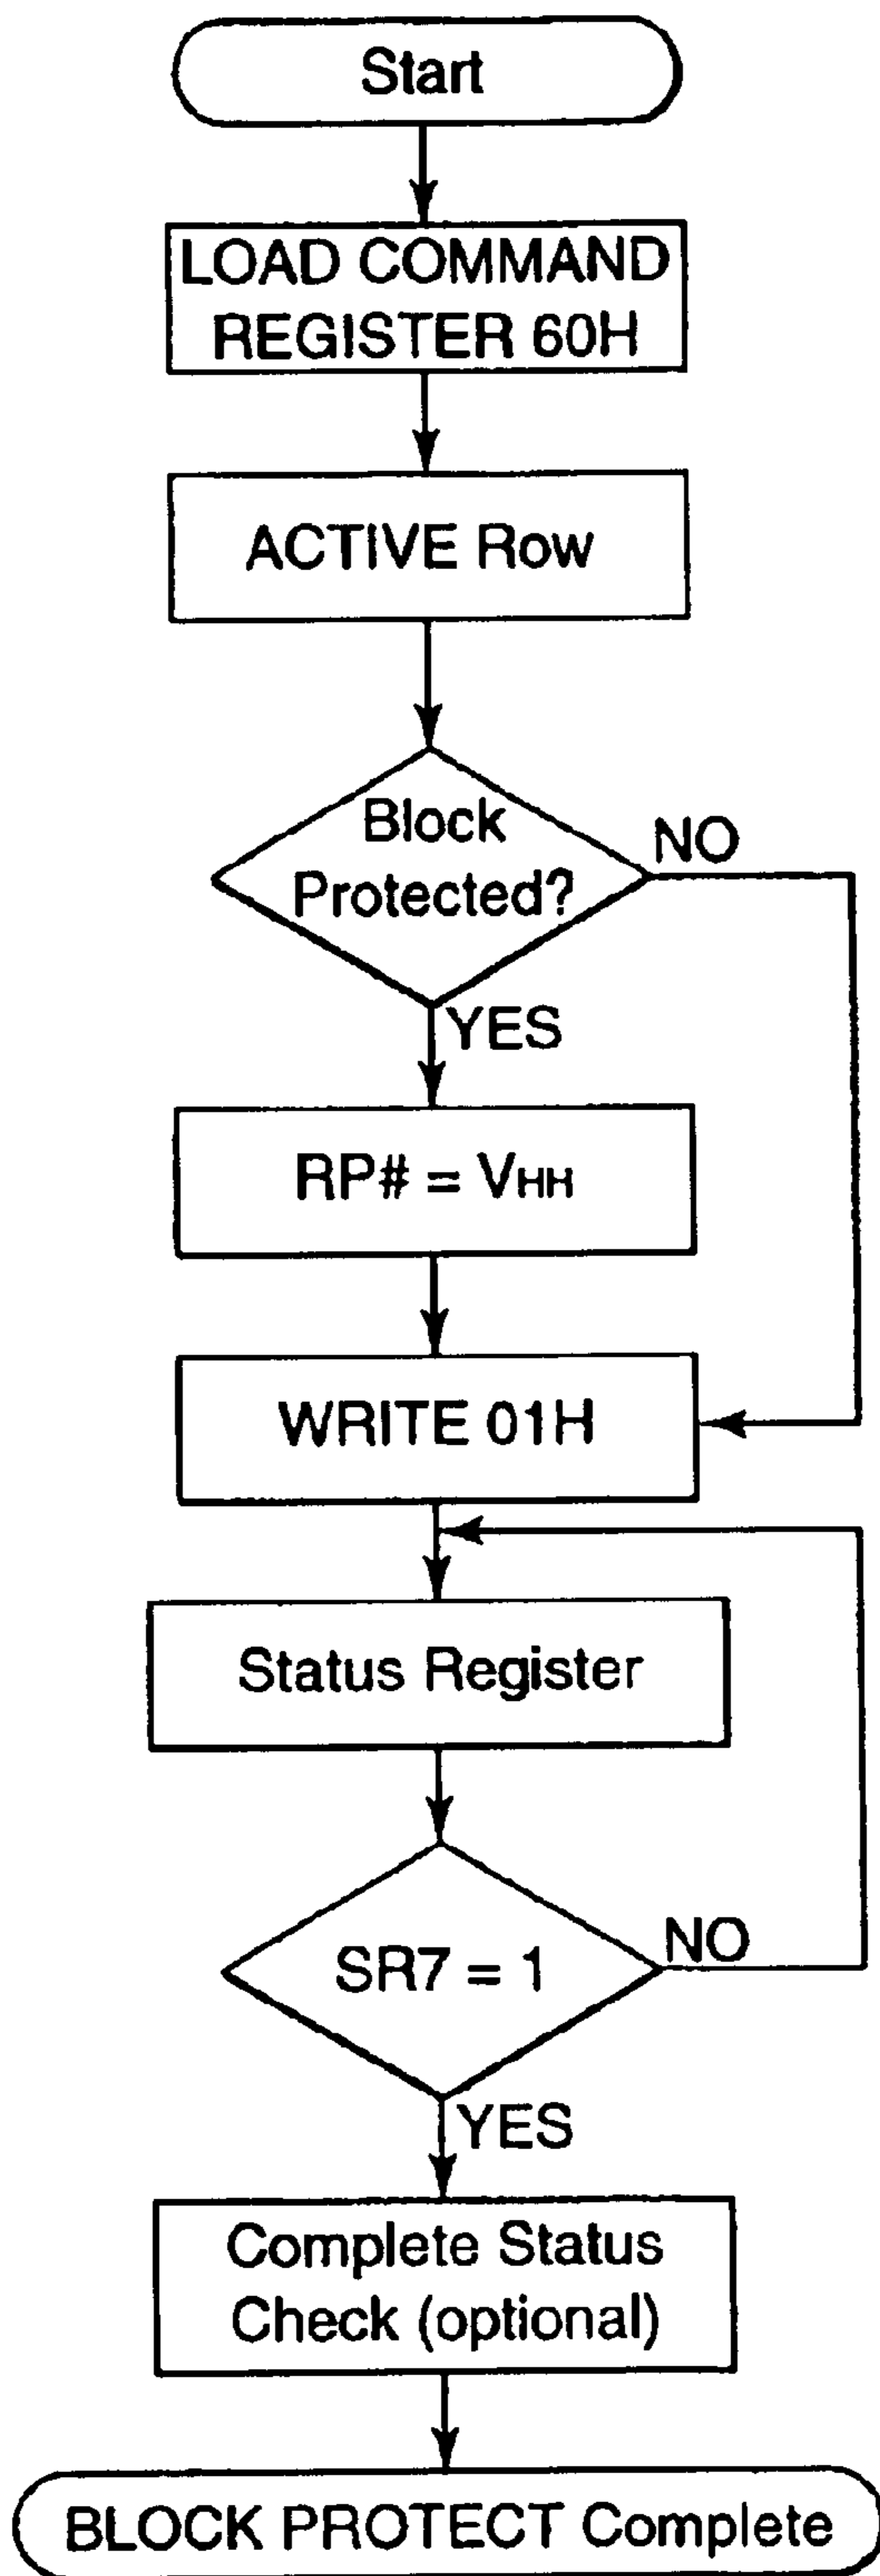 Start
LOAD COMMAND
REGISTER 60H
ACTIVE Row
Block
Protected?
NO
YES
RP# = VHH
WRITE 01H
Status Register
SR7 = 1
NO
YES
Complete Status
Check (optional)
BLOCK PROTECT Complete